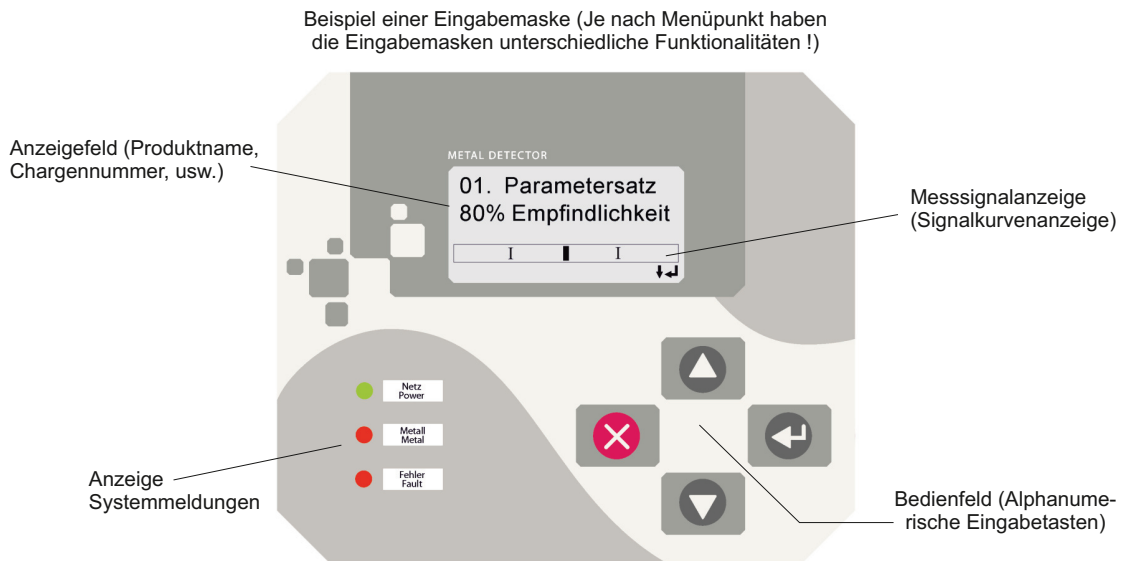 Beispiel einer Eingabemaske (Je nach Menüpunkt haben
die Eingabemasken unterschiedliche Funktionalitäten !)
Anzeigefeld (Produktname,
Chargennummer, usw.)
METAL DETECTOR
01. Parametersatz
80% Empfindlichkeit
I I
Messsignalanzeige
(Signalkurvenanzeige)
Netz
Power
Metall
Metal
Fehler
Fault
Anzeige
Systemmeldungen
Bedienfeld (Alphanume-
rische Eingabetasten)